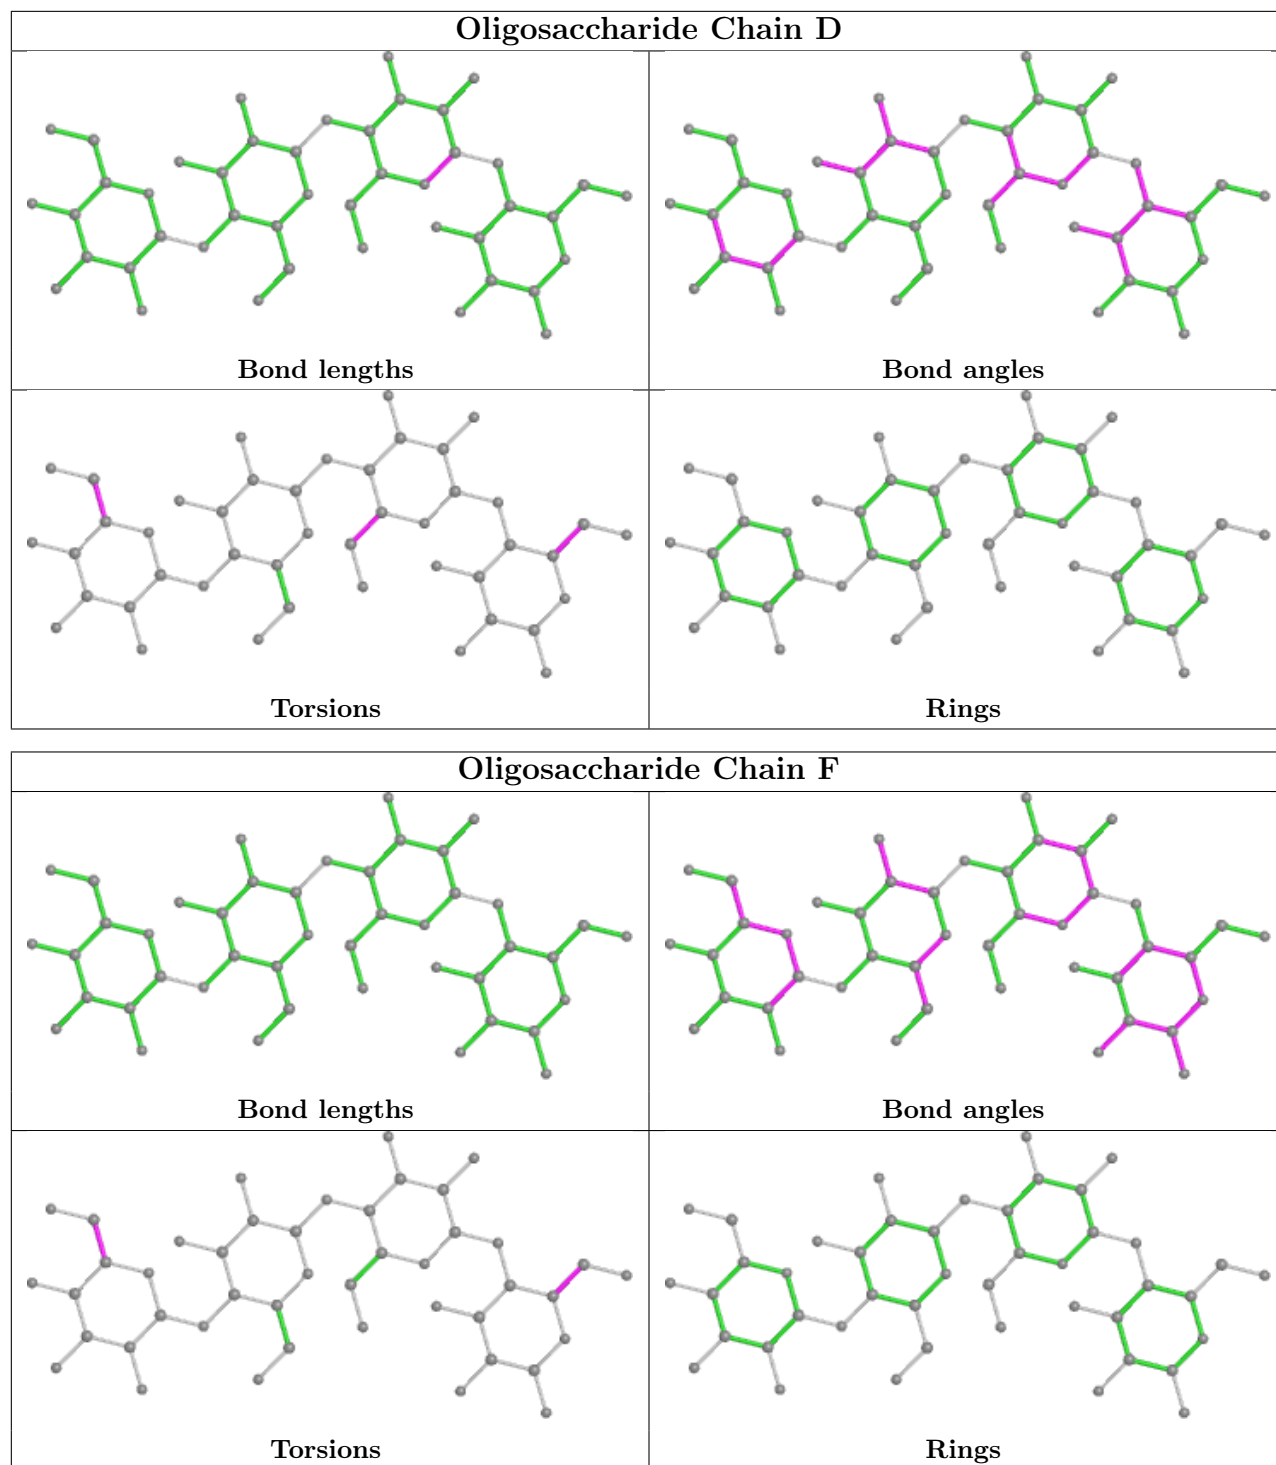 Oligosaccharide Chain D
Bond lengths
Bond angles
Torsions
Rings
Oligosaccharide Chain F
Bond lengths
Bond angles
Torsions
Rings